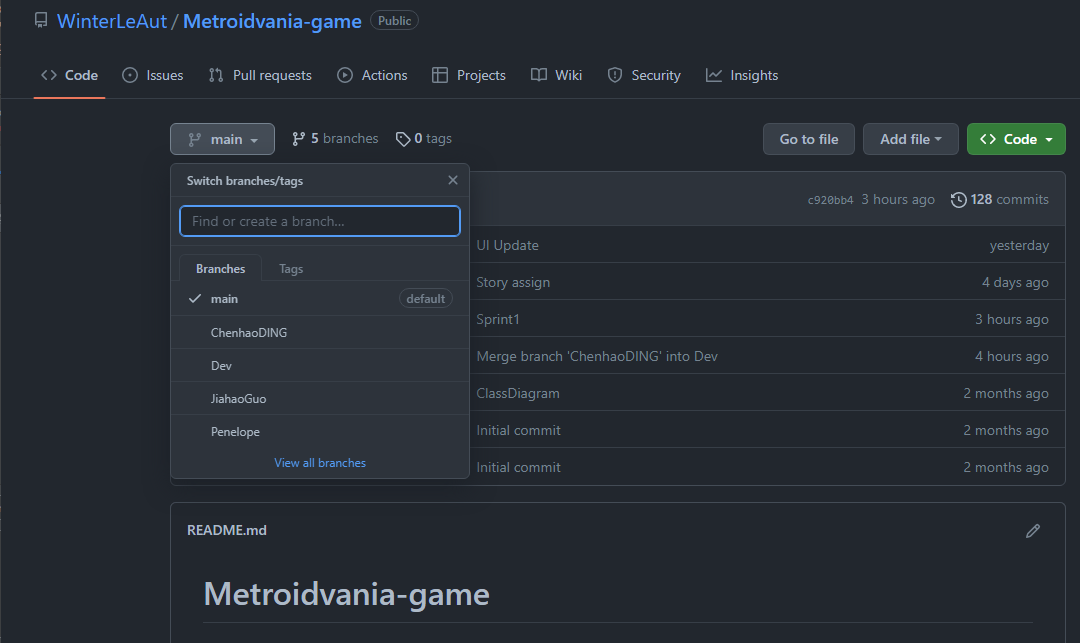 WinterLeAut / Metroidvania-game Public
Code Issues Pull requests Actions Projects Wiki Security Insights
main 5 branches 0 tags Go to file Add file Code
Switch branches/tags
c920bb4 3 hours ago 128 commits
Find or create a branch...
UI Update yesterday
Branches Tags
Story assign 4 days ago
main default
Sprint1 3 hours ago
ChenhaoDING
Merge branch 'ChenhaoDING' into Dev 4 hours ago
Dev
ClassDiagram 2 months ago
JiahaoGuo
Initial commit 2 months ago
Penelope
View all branches
Initial commit 2 months ago
README.md
Metroidvania-game